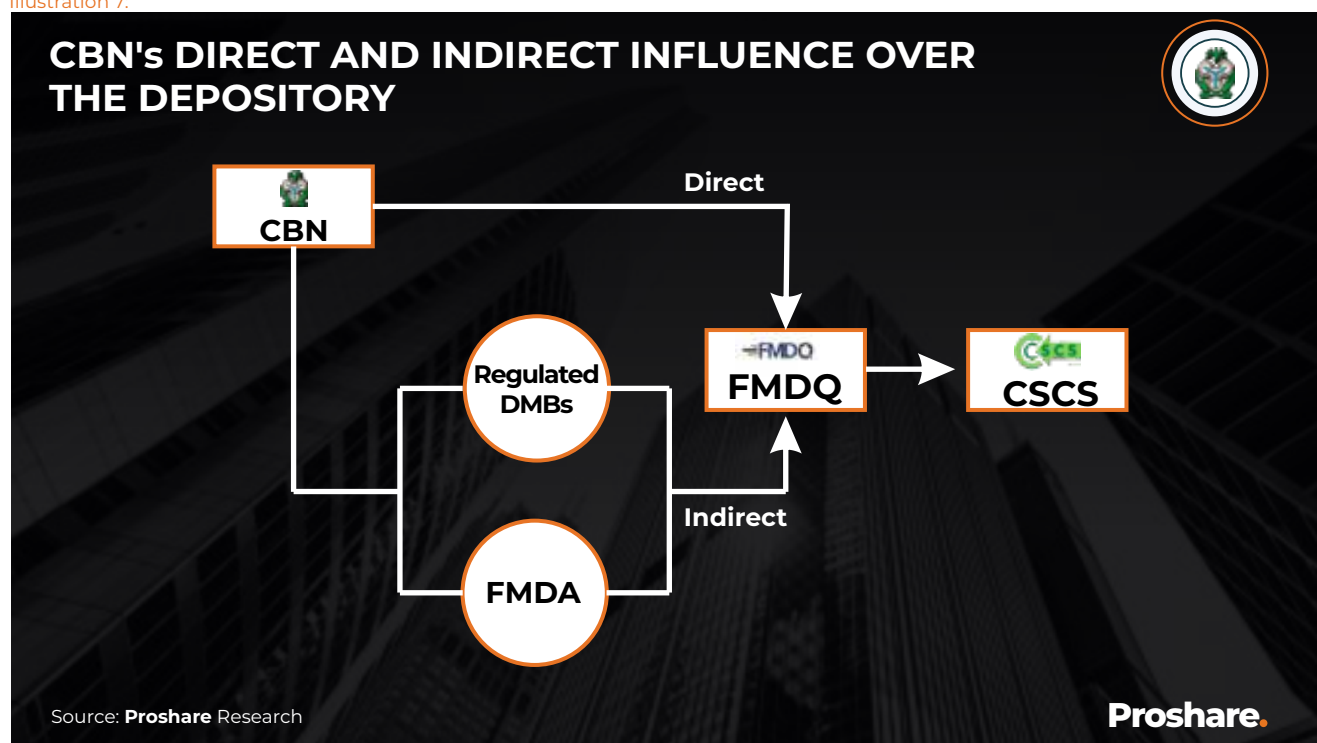 Illustration 7:
CBN's DIRECT AND INDIRECT INFLUENCE OVER
THE DEPOSITORY
Direct
CBN
Regulated
DMBs
FMDQ
FMDQ
CSCS
CSCS
Indirect
FMDA
Source: Proshare Research
Proshare.